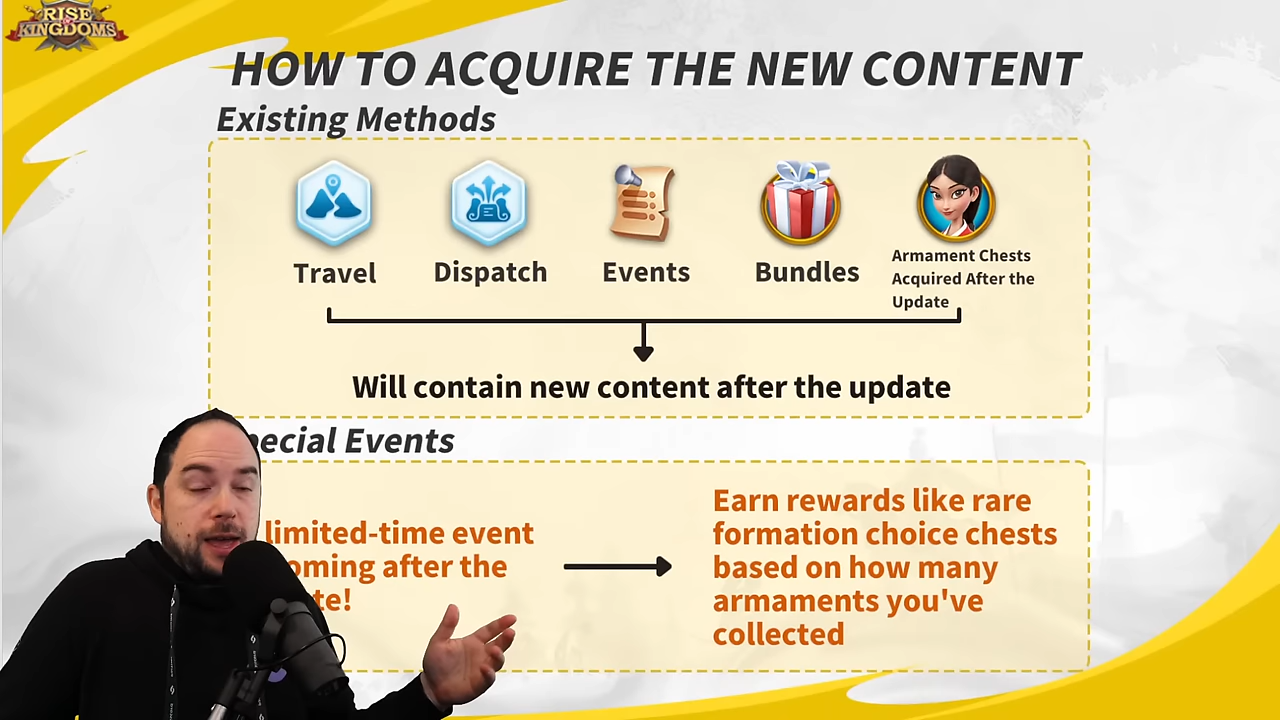 RISE
OF
KINGDOMS
HOW TO ACQUIRE THE NEW CONTENT
Existing Methods
Travel
Dispatch
Events
Bundles
Armament Chests
Acquired After the
Update
Will contain new content after the update
pecial Events
limited-time event
oming after the
te!
Earn rewards like rare
formation choice chests
based on how many
armaments you've
collected